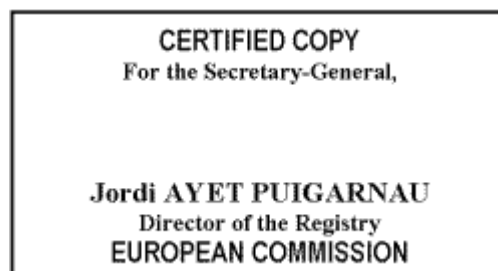 CERTIFIED COPY
For the Secretary-General,
Jordi AYET PUIGARNAU
Director of the Registry
EUROPEAN COMMISSION